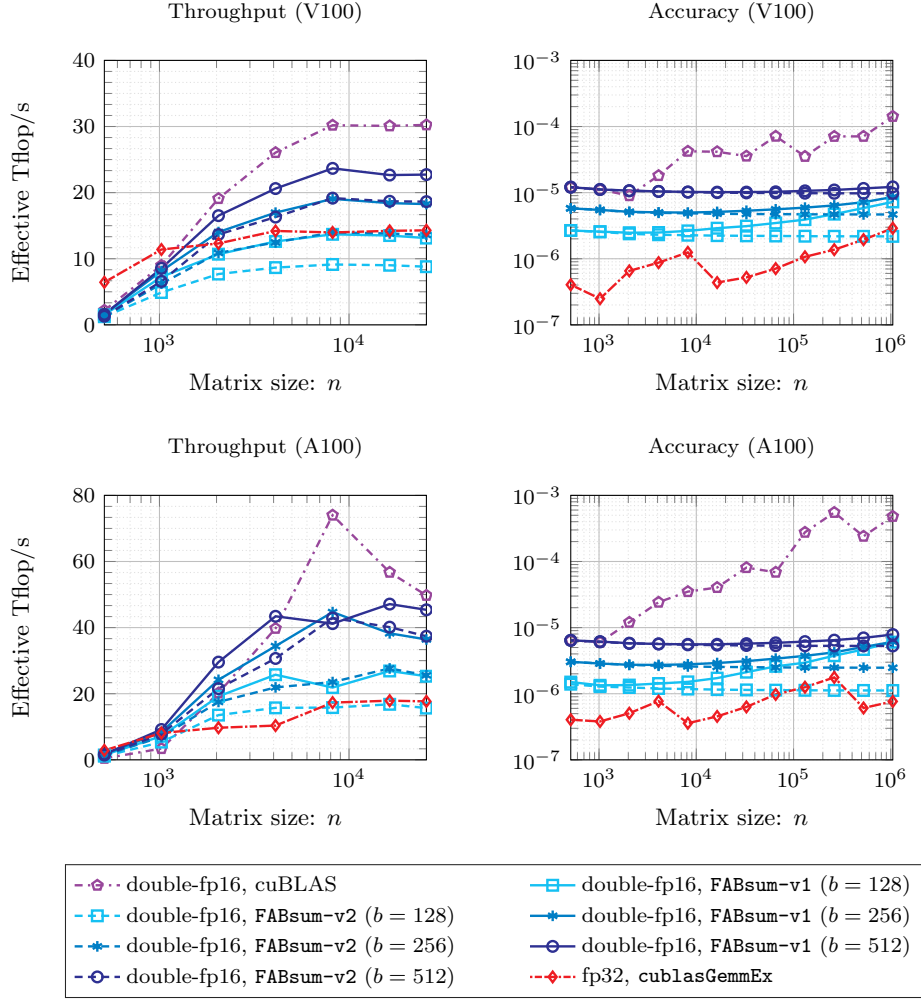 Throughput (V100)
Accuracy (V100)
Effective Tflop/s
40
30
20
10
0
10^3
10^4
Matrix size: n
10^-3
10^-4
10^-5
10^-6
10^-7
10^3
10^4
10^5
10^6
Matrix size: n
Throughput (A100)
Accuracy (A100)
Effective Tflop/s
80
60
40
20
0
10^3
10^4
Matrix size: n
10^-3
10^-4
10^-5
10^-6
10^-7
10^3
10^4
10^5
10^6
Matrix size: n
double-fp16, cuBLAS
double-fp16, FABsum-v1 (b = 128)
double-fp16, FABsum-v2 (b = 128)
double-fp16, FABsum-v1 (b = 256)
double-fp16, FABsum-v2 (b = 256)
double-fp16, FABsum-v1 (b = 512)
double-fp16, FABsum-v2 (b = 512)
fp32, cublasGemmEx